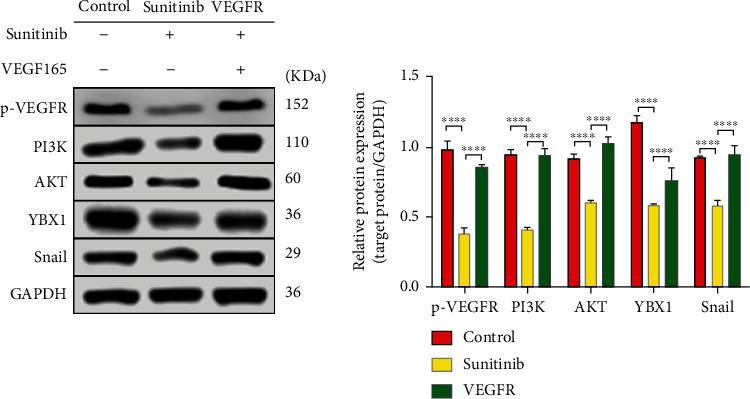 Control Sunitinib VEGFR
Sunitinib − + +
VEGF165 − − +
(KDa)
p-VEGFR 152
PI3K 110
AKT 60
YBX1 36
Snail 29
GAPDH 36
Relative protein expression
(target protein/GAPDH)
1.5
1.0
0.5
0.0
**** **** **** **** **** **** **** **** **** ****
p-VEGFR PI3K AKT YBX1 Snail
Control
Sunitinib
VEGFR